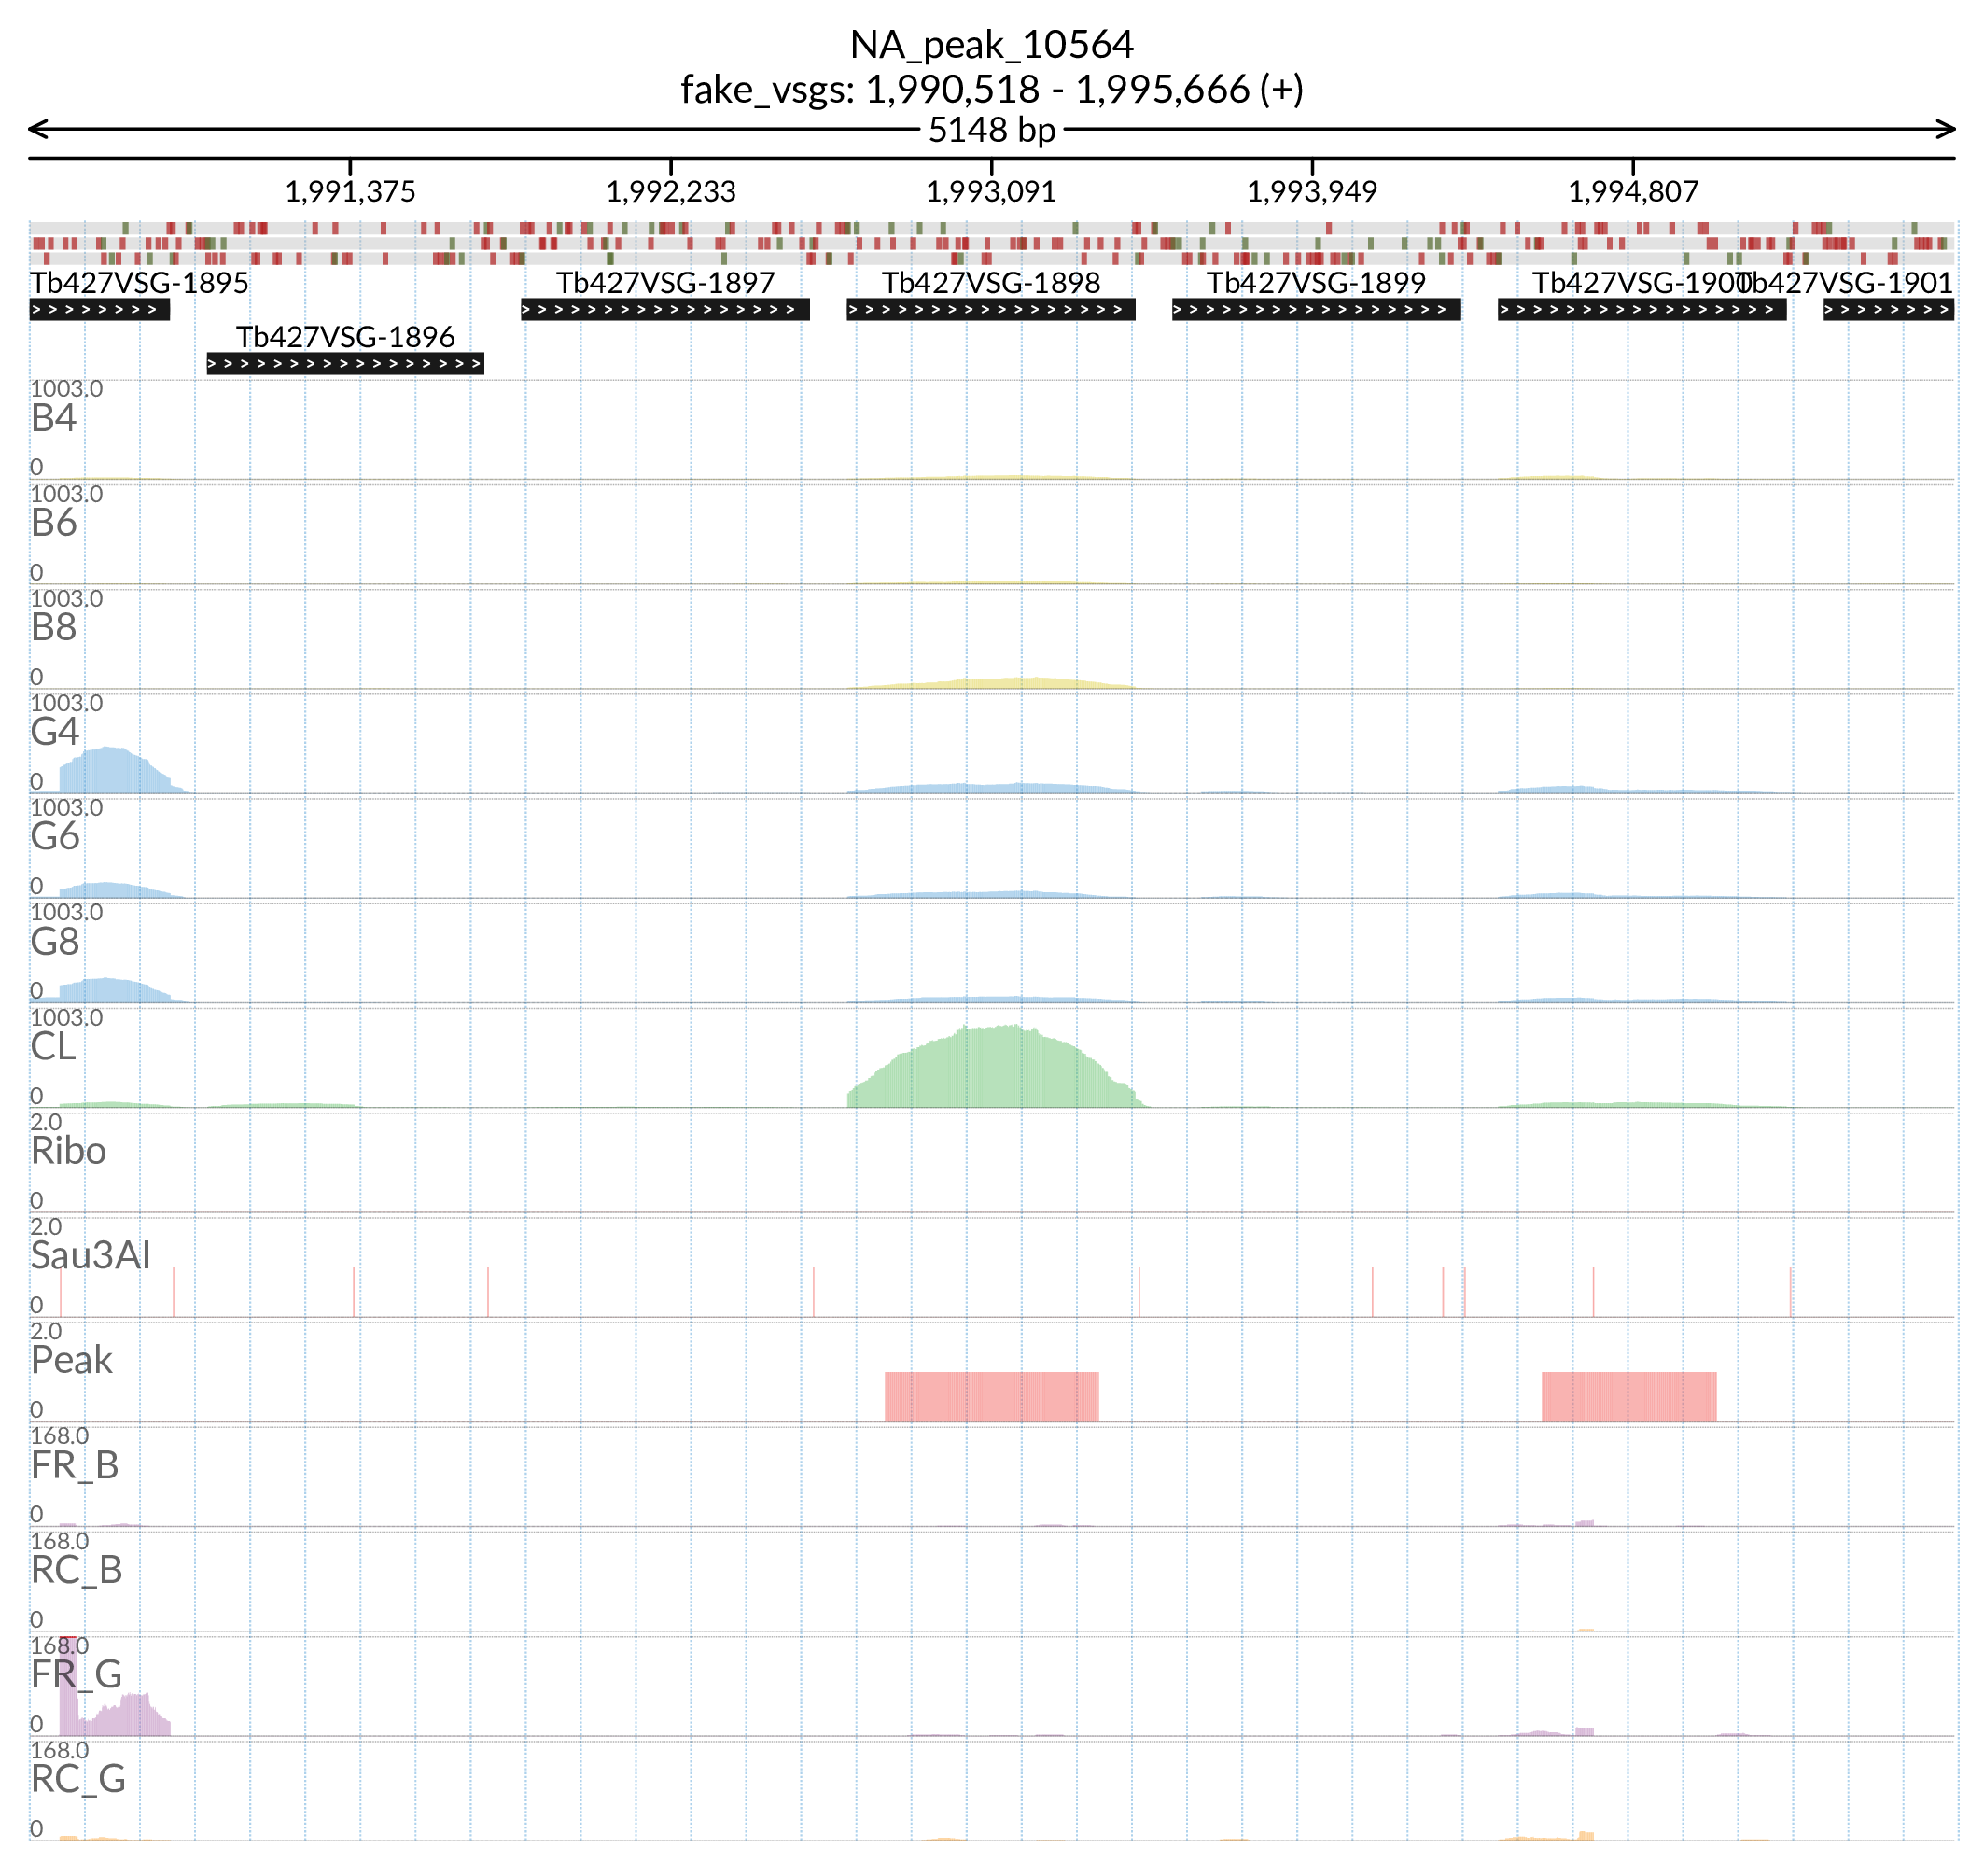 NA_peak_10564
fake_vsgs: 1,990,518 - 1,995,666 (+)
5148 bp
1,991,375 1,992,233 1,993,091 1,993,949 1,994,807
Tb427VSG-1895 Tb427VSG-1897 Tb427VSG-1898 Tb427VSG-1899 Tb427VSG-1900 Tb427VSG-1901
Tb427VSG-1896
1003.0
B4
0
1003.0
B6
0
1003.0
B8
0
1003.0
G4
0
1003.0
G6
0
1003.0
G8
0
1003.0
CL
0
2.0
Ribo
0
2.0
Sau3AI
0
2.0
Peak
0
168.0
FR_B
0
168.0
RC_B
0
168.0
FR_G
0
168.0
RC_G
0